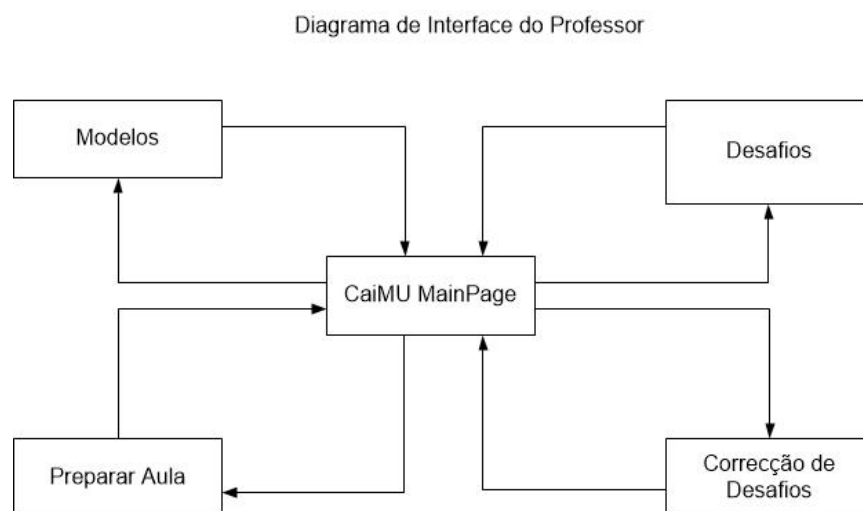 Diagrama de Interface do Professor
Modelos
Desafios
CaiMU MainPage
Preparar Aula
Correcção de
Desafios